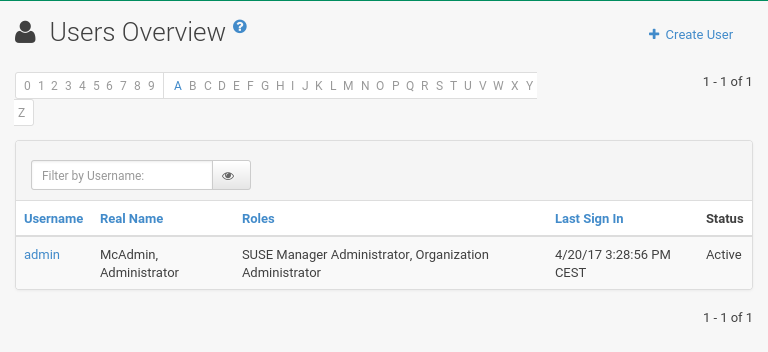 Users Overview ?
Create User
0 1 2 3 4 5 6 7 8 9 A B C D E F G H I J K L M N O P Q R S T U V W X Y
Z
1 - 1 of 1
Filter by Username:
Username Real Name Roles Last Sign In Status
admin McAdmin, SUSE Manager Administrator, Organization 4/20/17 3:28:56 PM Active
Administrator Administrator CEST
1 - 1 of 1